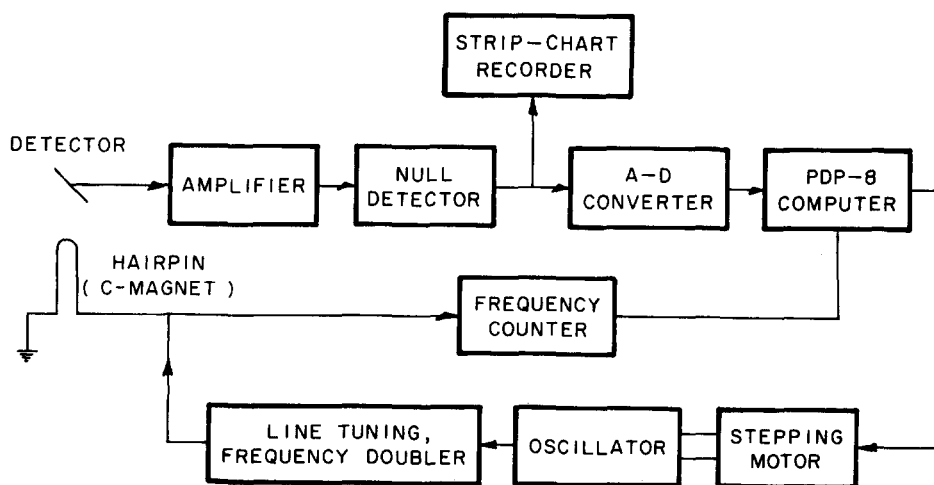 STRIP-CHART
RECORDER
DETECTOR
AMPLIFIER
NULL
DETECTOR
A-D
CONVERTER
PDP-8
COMPUTER
HAIRPIN
( C-MAGNET )
FREQUENCY
COUNTER
LINE TUNING,
FREQUENCY DOUBLER
OSCILLATOR
STEPPING
MOTOR